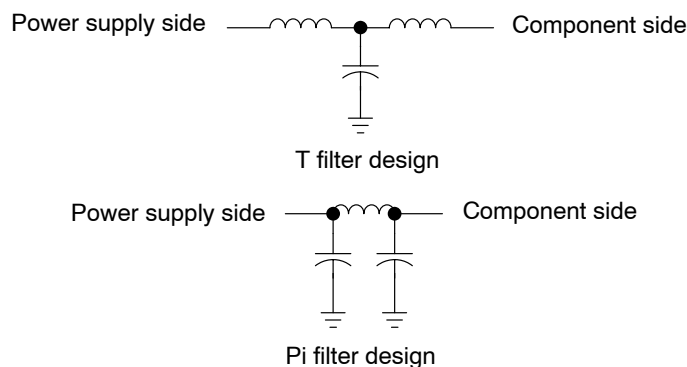 Power supply side Component side
T filter design
Power supply side Component side
Pi filter design